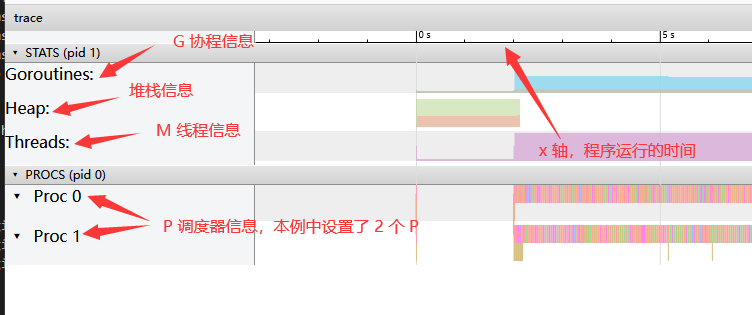 trace
0 s
5 s
▾ STATS (pid 1)
G 协程信息
Goroutines:
堆栈信息
Heap:
M 线程信息
Threads:
x 轴，程序运行的时间
▾ PROCS (pid 0)
▾ Proc 0
P 调度器信息，本例中设置了 2 个 P
▾ Proc 1